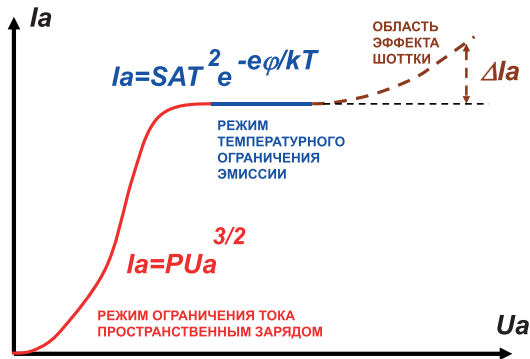 Ia
ОБЛАСТЬ
ЭФФЕКТА
ШОТТКИ
Ia=SAT²e^-eφ/kT
ΔIa
РЕЖИМ
ТЕМПЕРАТУРНОГО
ОГРАНИЧЕНИЯ
ЭМИССИИ
Ia=PUa^3/2
РЕЖИМ ОГРАНИЧЕНИЯ ТОКА
ПРОСТРАНСТВЕННЫМ ЗАРЯДОМ
Ua